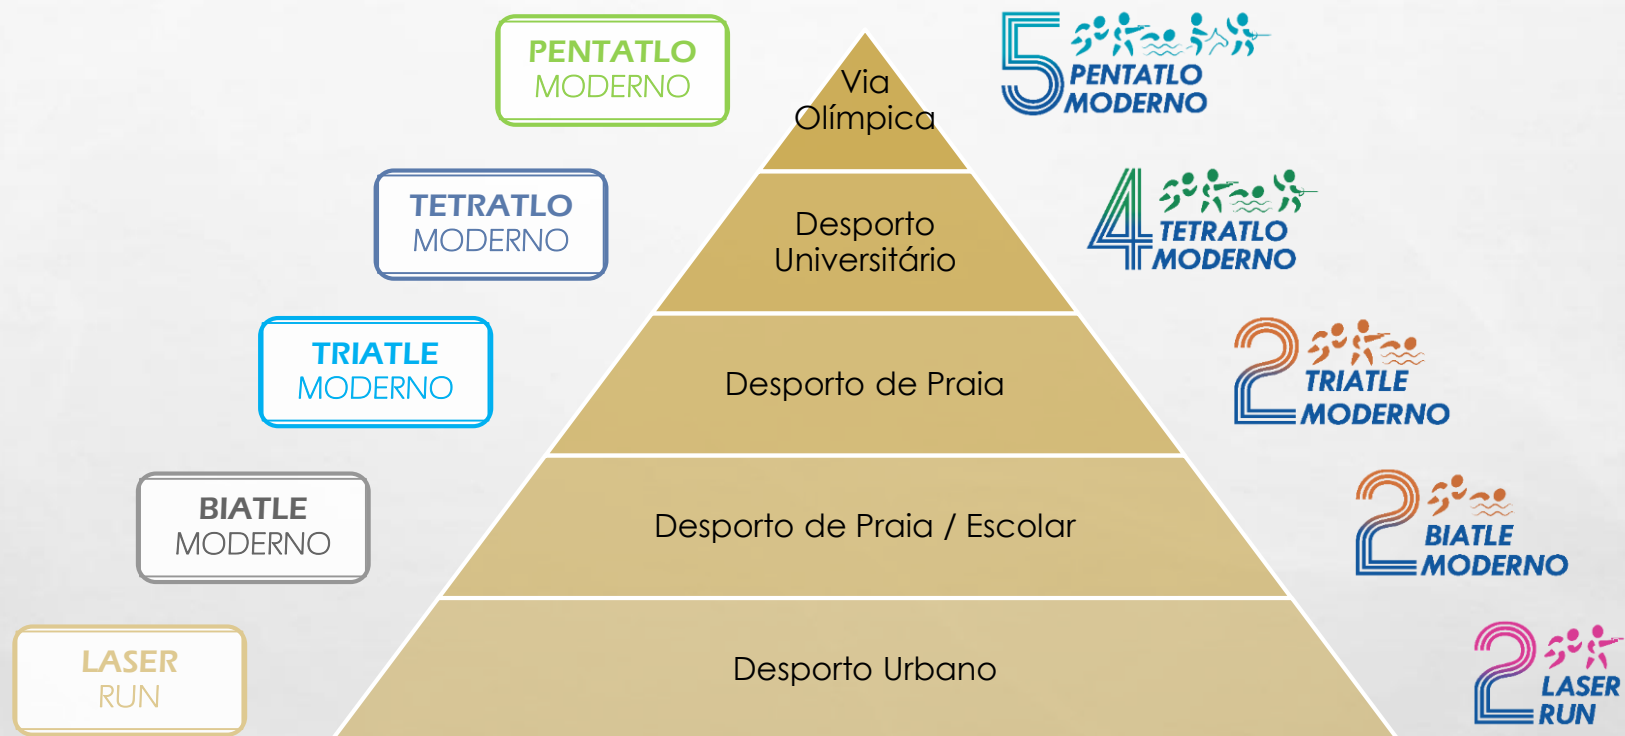 PENTATLO
MODERNO
Via
Olímpica
5
PENTATLO
MODERNO
TETRATLO
MODERNO
Desporto
Universitário
4
TETRATLO
MODERNO
TRIATLE
MODERNO
Desporto de Praia
2
TRIATLE
MODERNO
BIATLE
MODERNO
Desporto de Praia / Escolar
2
BIATLE
MODERNO
LASER
RUN
Desporto Urbano
2
LASER
RUN